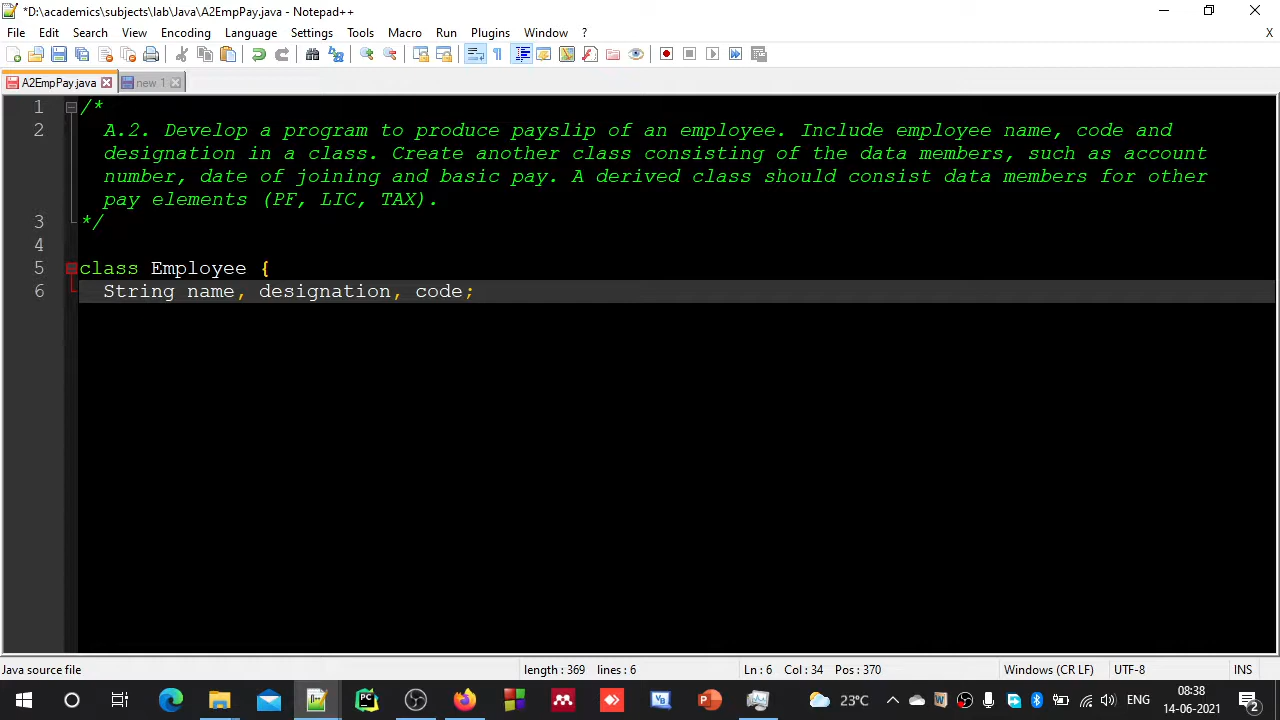 *D:\academics\subjects\lab\Java\A2EmpPay.java - Notepad++
File Edit Search View Encoding Language Settings Tools Macro Run Plugins Window ? X
A2EmpPay.java new 1
1 /*
2 A.2. Develop a program to produce payslip of an employee. Include employee name, code and
designation in a class. Create another class consisting of the data members, such as account
number, date of joining and basic pay. A derived class should consist data members for other
pay elements (PF, LIC, TAX).
3 */
4
5 class Employee {
6 String name, designation, code;
Java source file length : 369 lines : 6 Ln : 6 Col : 34 Pos : 370 Windows (CR LF) UTF-8 INS
23°C ENG 08:38
14-06-2021 2